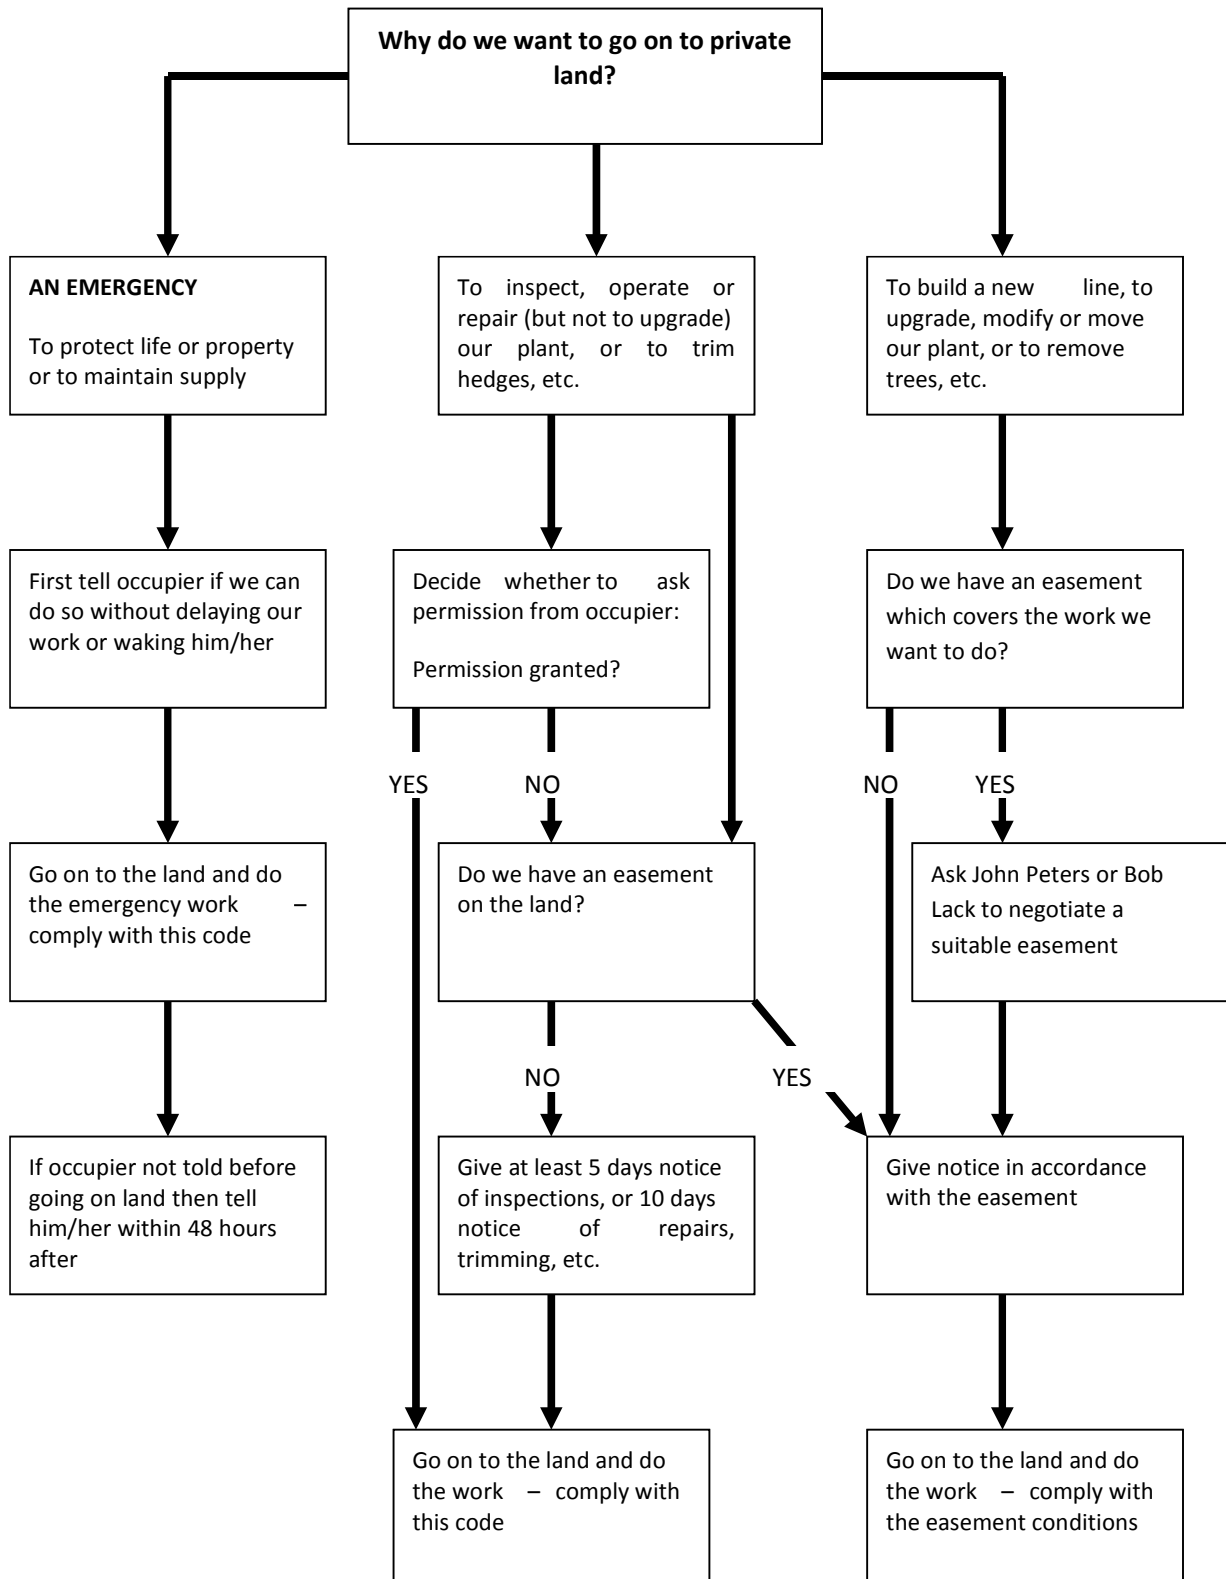 Why do we want to go on to private
land?
AN EMERGENCY
To protect life or property
or to maintain supply
To inspect, operate or
repair (but not to upgrade)
our plant, or to trim
hedges, etc.
To build a new line, to
upgrade, modify or move
our plant, or to remove
trees, etc.
First tell occupier if we can
do so without delaying our
work or waking him/her
Decide whether to ask
permission from occupier:
Permission granted?
Do we have an easement
which covers the work we
want to do?
YES
NO
NO
YES
Go on to the land and do
the emergency work –
comply with this code
Do we have an easement
on the land?
Ask John Peters or Bob
Lack to negotiate a
suitable easement
NO
YES
If occupier not told before
going on land then tell
him/her within 48 hours
after
Give at least 5 days notice
of inspections, or 10 days
notice of repairs,
trimming, etc.
Give notice in accordance
with the easement
Go on to the land and do
the work – comply with
this code
Go on to the land and do
the work – comply with
the easement conditions